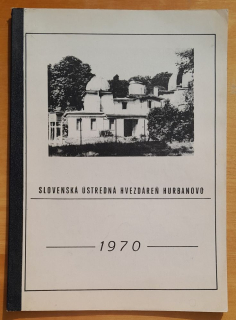 SLOVENSKÁ ÚSTREDNÁ HVEZDÁREŇ HURBANOVO
1970